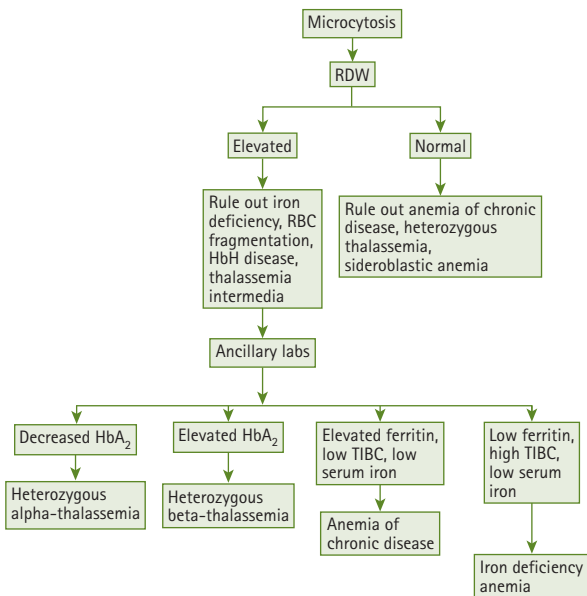 Microcytosis
RDW
Elevated
Normal
Rule out iron
deficiency, RBC
fragmentation,
HbH disease,
thalassemia
intermedia
Rule out anemia of chronic
disease, heterozygous
thalassemia,
sideroblastic anemia
Ancillary labs
Decreased HbA₂
Elevated HbA₂
Elevated ferritin,
low TIBC, low
serum iron
Low ferritin,
high TIBC,
low serum
iron
Heterozygous
alpha-thalassemia
Heterozygous
beta-thalassemia
Anemia of
chronic disease
Iron deficiency
anemia